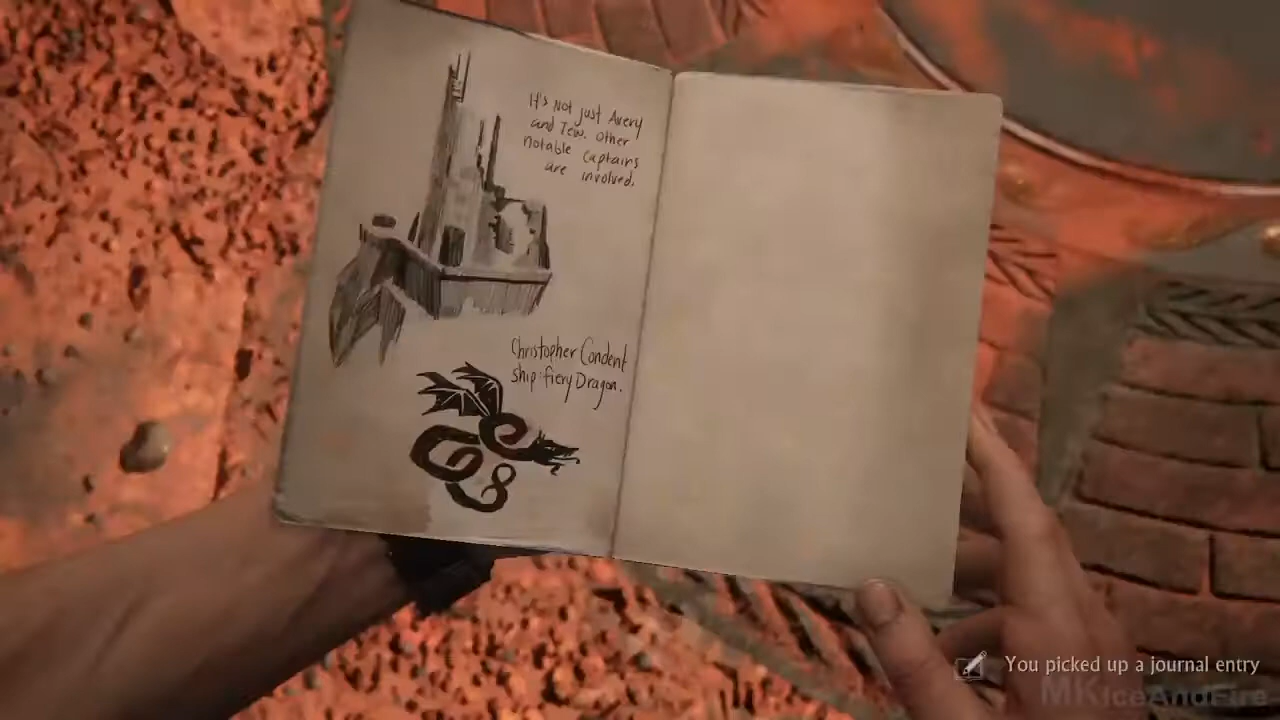 It's not just Avery
and Tew. Other
notable Captains
are involved.
Christopher Condent
ship: fiery Dragon.
You picked up a journal entry
MKIceAndFire